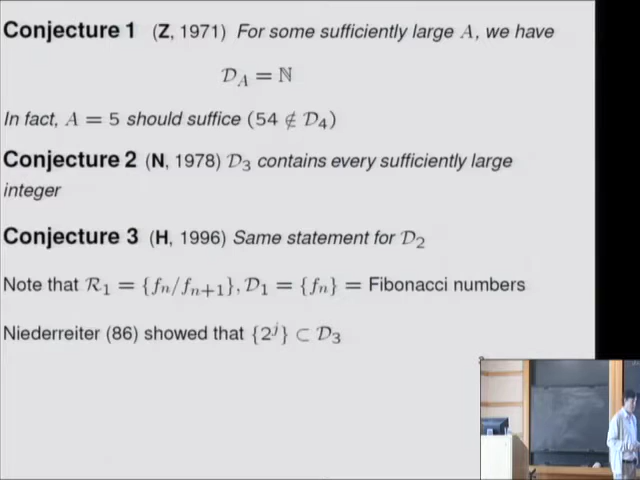 Conjecture 1 (Z, 1971) For some sufficiently large A, we have
𝒟_A = ℕ
In fact, A = 5 should suffice (54 ∉ 𝒟_4)
Conjecture 2 (N, 1978) 𝒟_3 contains every sufficiently large
integer
Conjecture 3 (H, 1996) Same statement for 𝒟_2
Note that ℛ_1 = {f_n/f_{n+1}}, 𝒟_1 = {f_n} = Fibonacci numbers
Niederreiter (86) showed that {2^j} ⊂ 𝒟_3